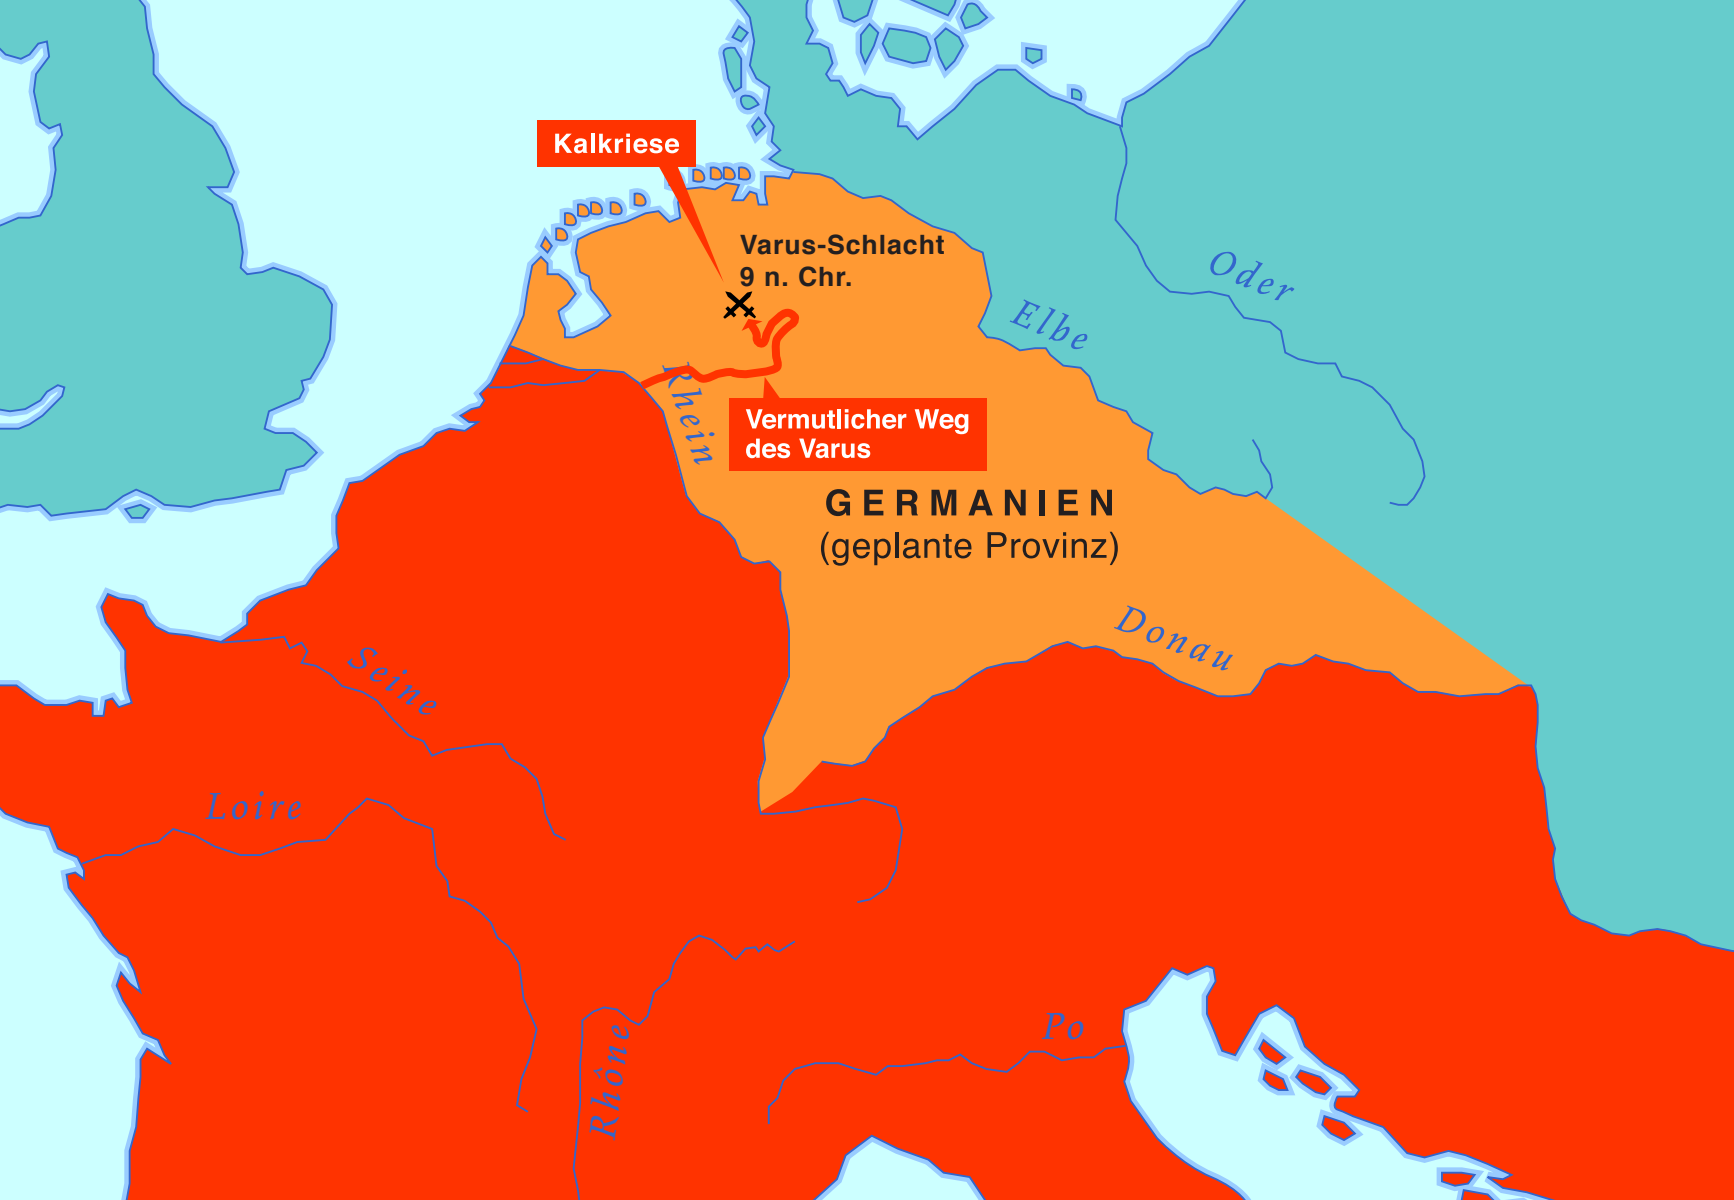 Kalkriese
Varus-Schlacht
9 n. Chr.
Oder
Elbe
Rhein
Vermutlicher Weg
des Varus
GERMANIEN
(geplante Provinz)
Donau
Seine
Loire
Rhône
Po